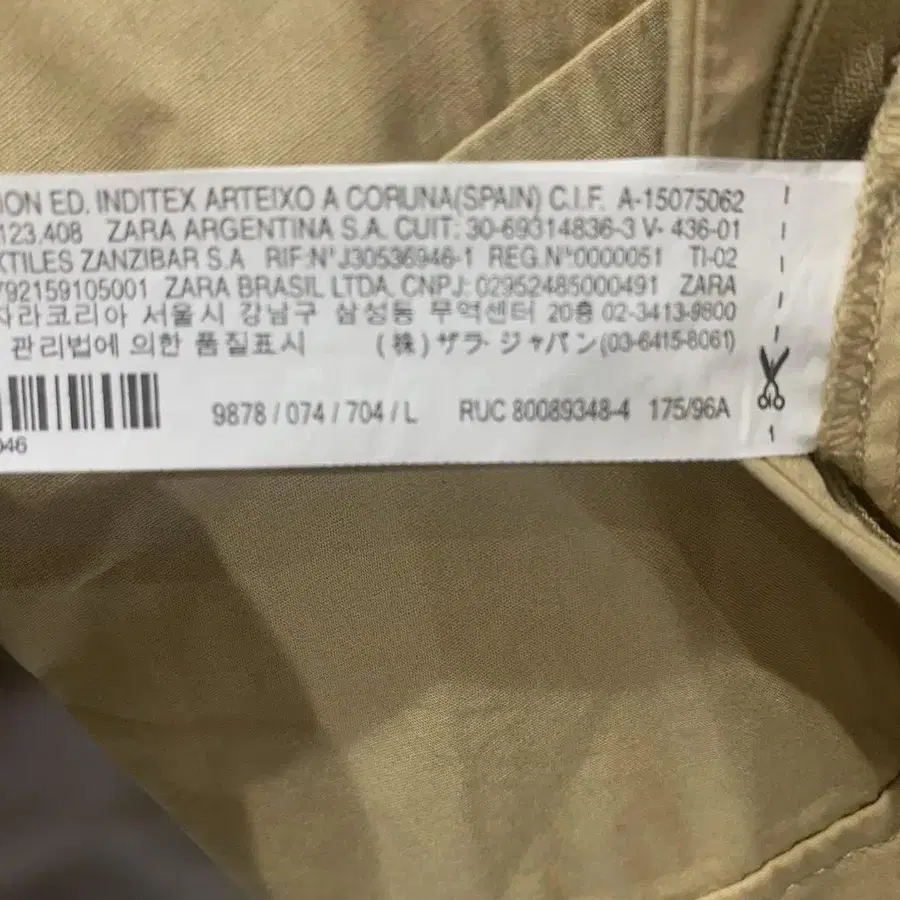 ION ED. INDITEX ARTEIXO A CORUNA(SPAIN) C.I.F. A-15075062
123.408 ZARA ARGENTINA S.A. CUIT: 30-69314836-3 V- 436-01
XTILES ZANZIBAR S.A RIF:N°J30536946-1 REG.N°0000051 TI-02
792159105001 ZARA BRASIL LTDA. CNPJ: 02952485000491 ZARA
자라코리아 서울시 강남구 삼성동 무역센터 20층 02-3413-9800
관리법에 의한 품질표시 (株)ザラ・ジャパン(03-6415-8061)
9878 / 074 / 704 / L RUC 80089348-4 175/96A
046
1